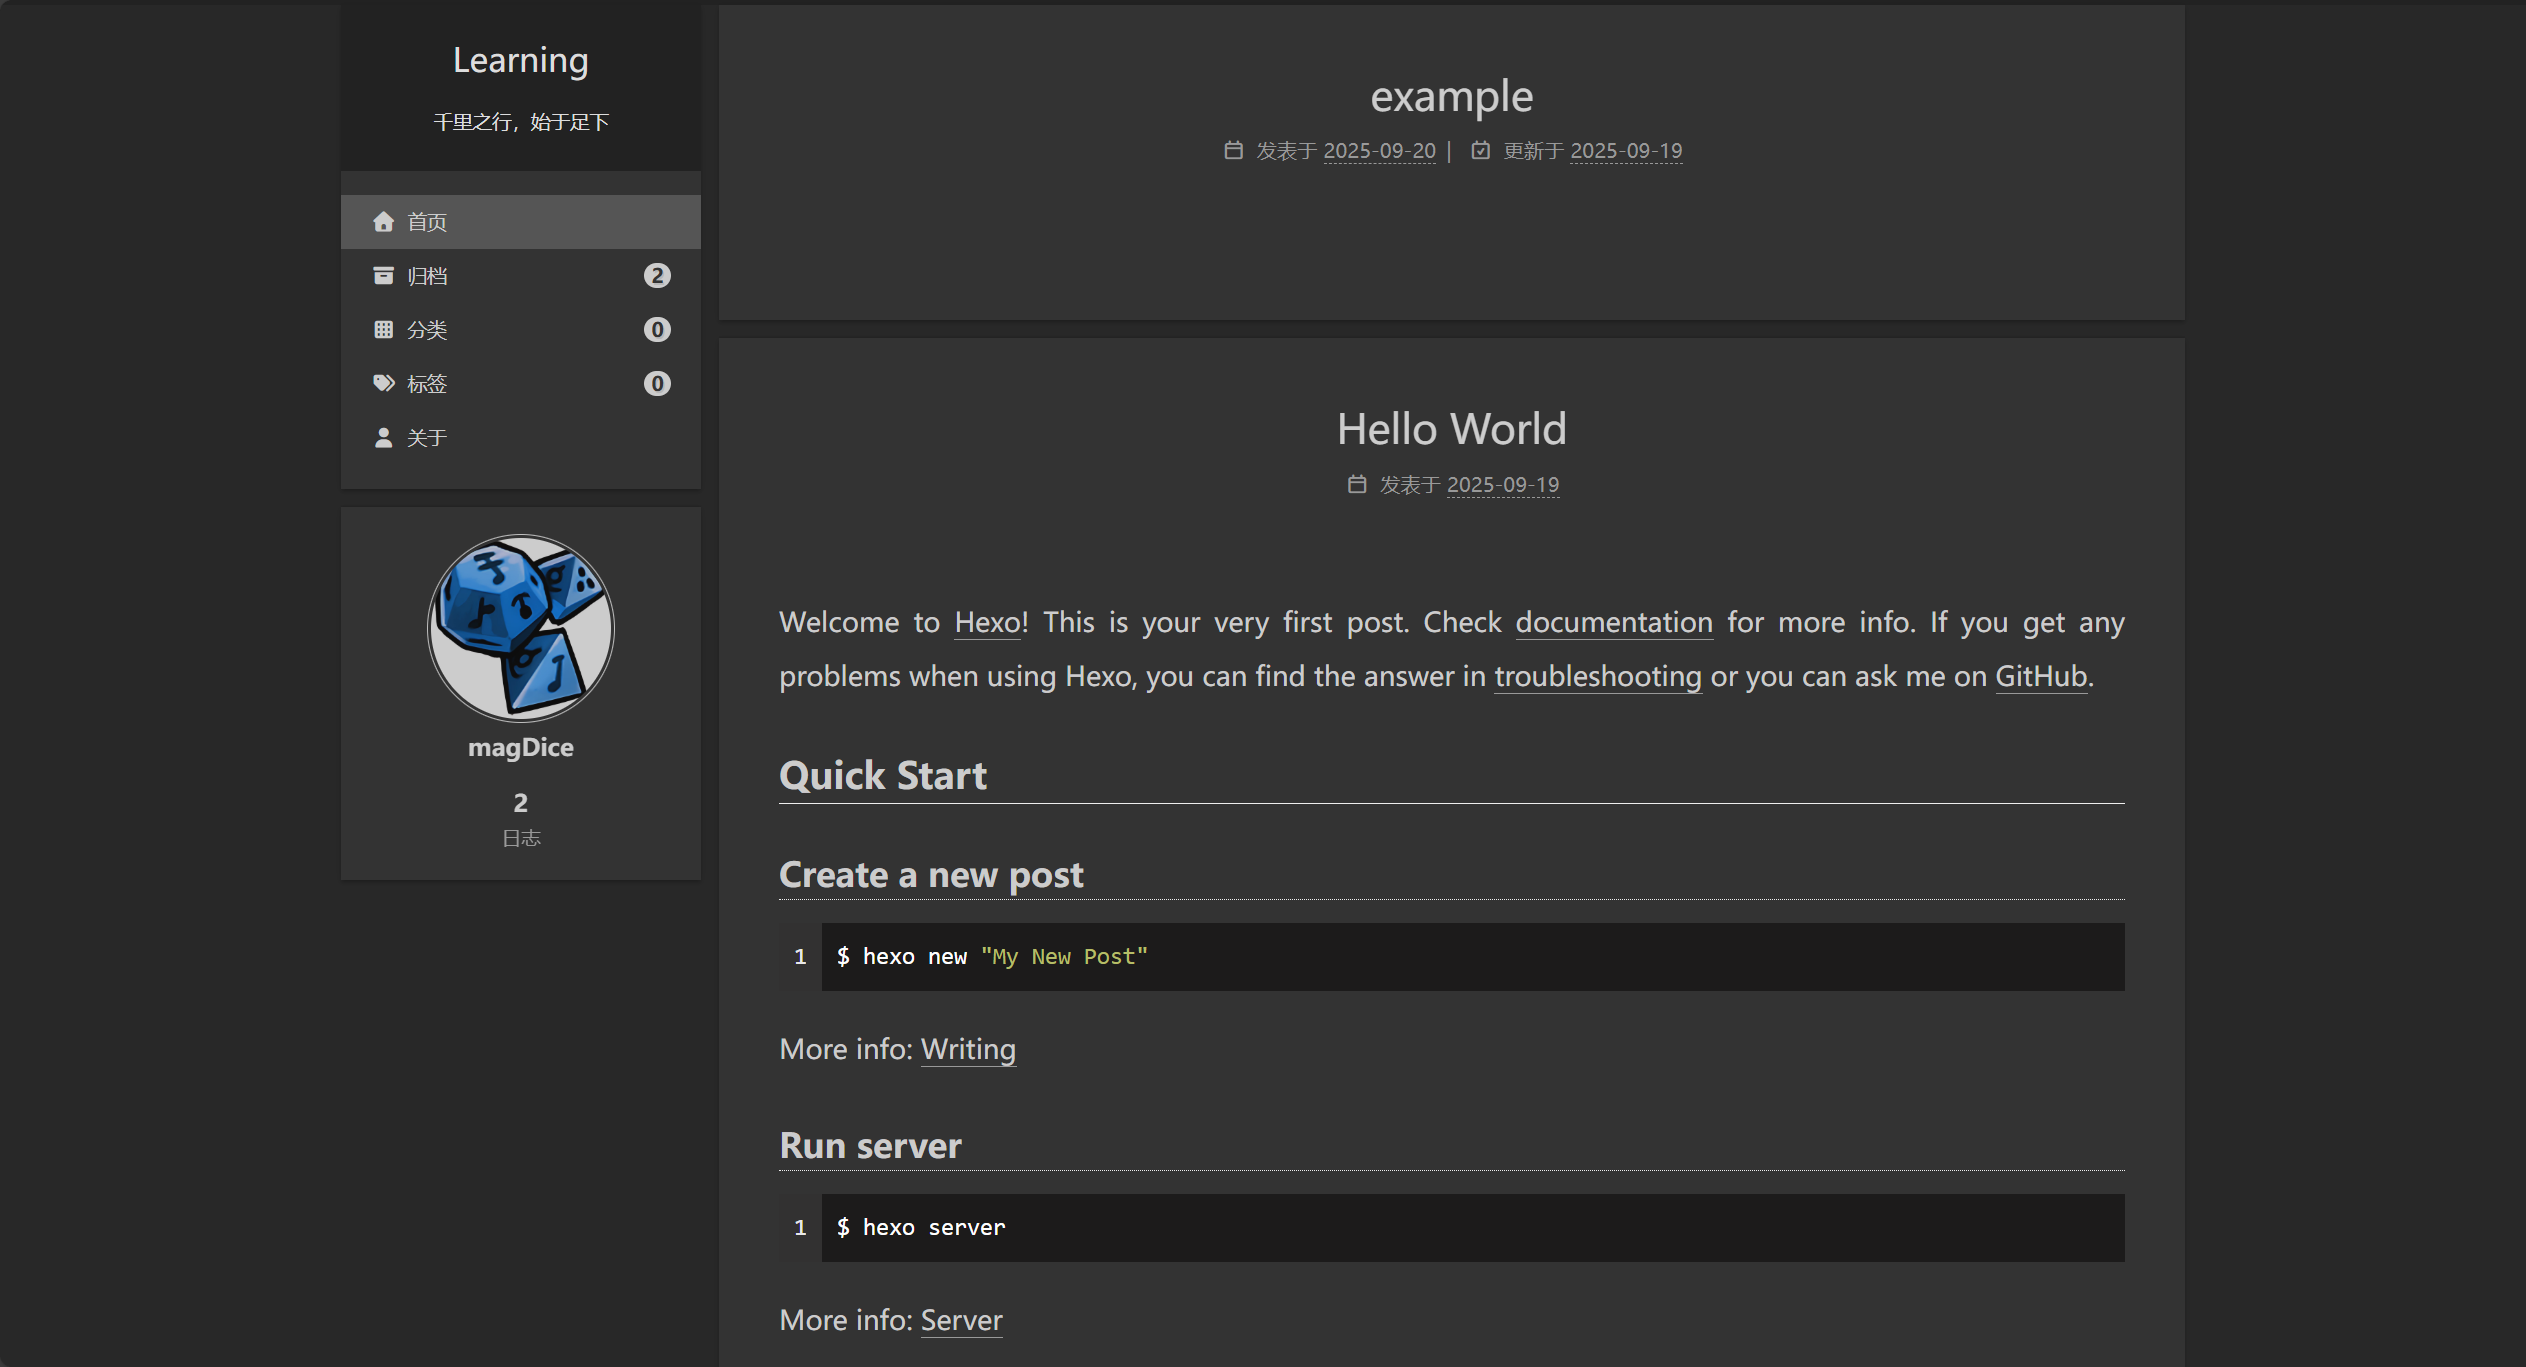 Learning
千里之行，始于足下
首页
归档 2
分类 0
标签 0
关于
magDice
2
日志
example
发表于 2025-09-20 | 更新于 2025-09-19
Hello World
发表于 2025-09-19
Welcome to Hexo! This is your very first post. Check documentation for more info. If you get any
problems when using Hexo, you can find the answer in troubleshooting or you can ask me on GitHub.
Quick Start
Create a new post
1 $ hexo new "My New Post"
More info: Writing
Run server
1 $ hexo server
More info: Server